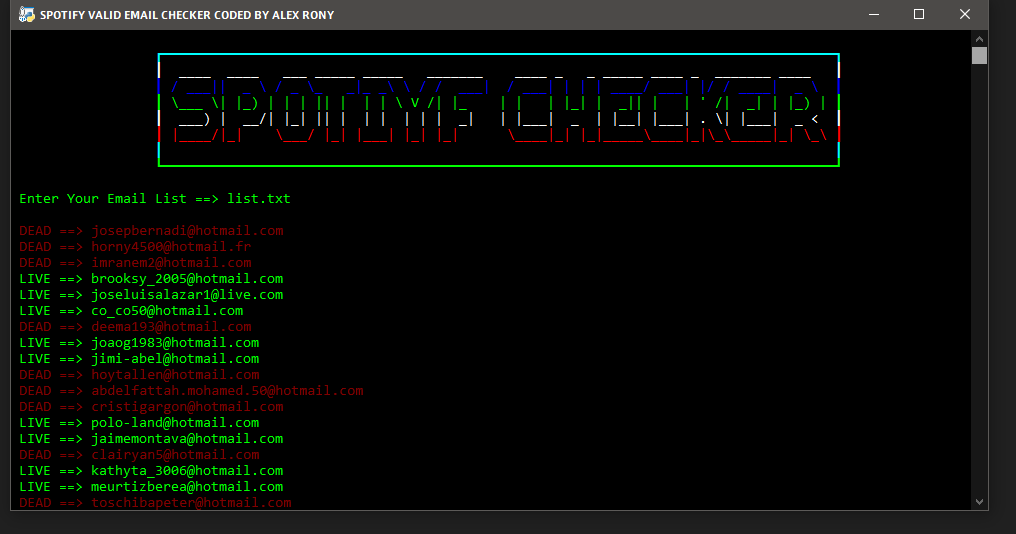 SPOTIFY VALID EMAIL CHECKER CODED BY ALEX RONY
SPOTIFY CHECKER
Enter Your Email List ==> list.txt
DEAD ==> josepbernadi@hotmail.com
DEAD ==> horny4500@hotmail.fr
DEAD ==> imranem2@hotmail.com
LIVE ==> brooksy_2005@hotmail.com
LIVE ==> joseluisalazar1@live.com
LIVE ==> co_co50@hotmail.com
DEAD ==> deema193@hotmail.com
LIVE ==> joaog1983@hotmail.com
LIVE ==> jimi-abel@hotmail.com
DEAD ==> hoytallen@hotmail.com
DEAD ==> abdelfattah.mohamed.50@hotmail.com
DEAD ==> cristigargon@hotmail.com
LIVE ==> polo-land@hotmail.com
LIVE ==> jaimemontava@hotmail.com
DEAD ==> clairyan5@hotmail.com
LIVE ==> kathyta_3006@hotmail.com
LIVE ==> meurtizberea@hotmail.com
DEAD ==> toschibapeter@hotmail.com